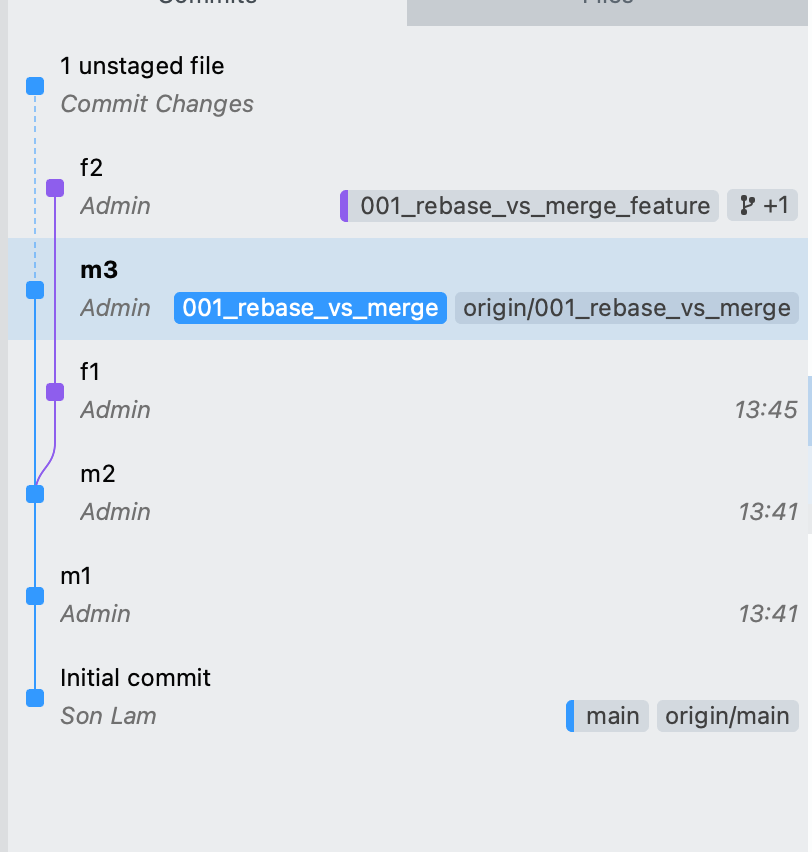 Commits Files
1 unstaged file
Commit Changes
f2
Admin 001_rebase_vs_merge_feature +1
m3
Admin 001_rebase_vs_merge origin/001_rebase_vs_merge
f1
Admin 13:45
m2
Admin 13:41
m1
Admin 13:41
Initial commit
Son Lam main origin/main